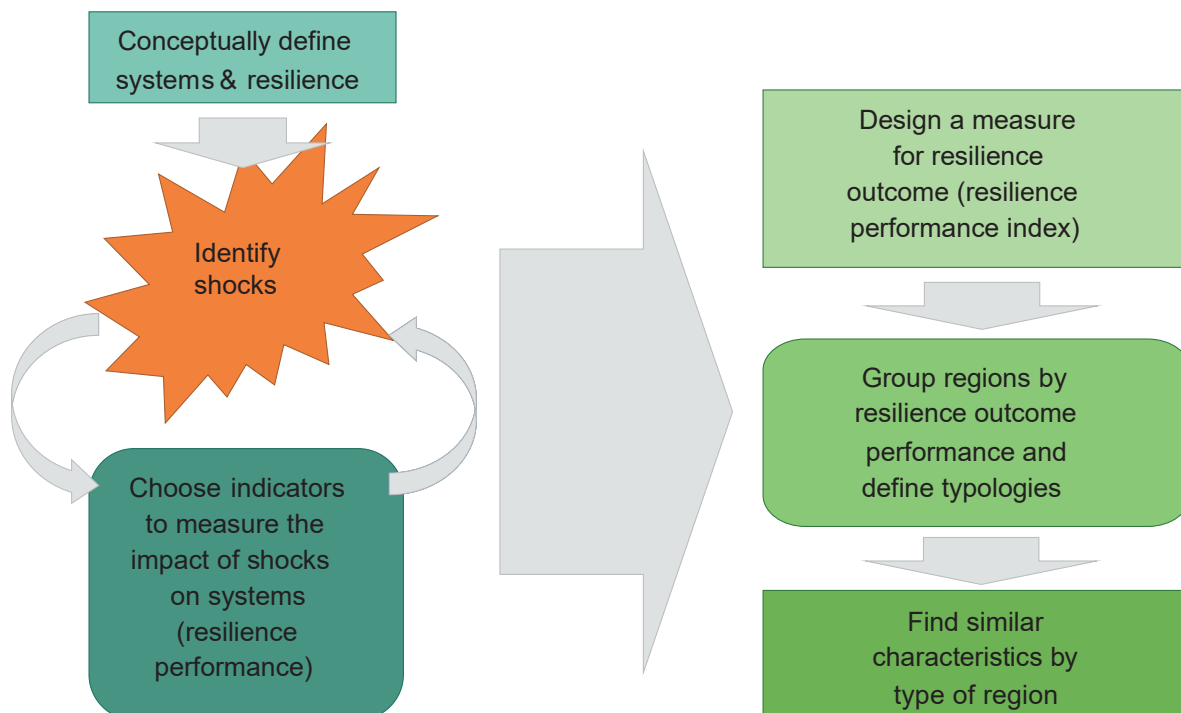 Conceptually define
systems & resilience
Identify
shocks
Choose indicators
to measure the
impact of shocks
on systems
(resilience
performance)
Design a measure
for resilience
outcome (resilience
performance index)
Group regions by
resilience outcome
performance and
define typologies
Find similar
characteristics by
type of region